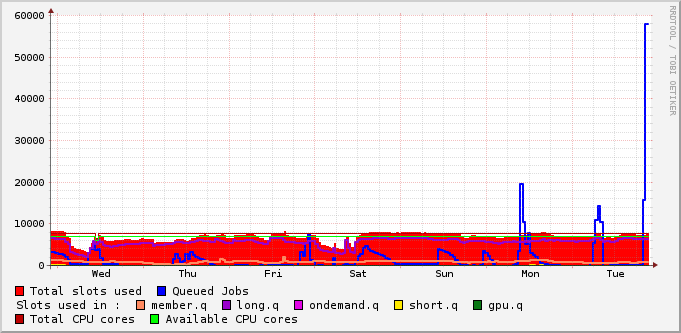 60000
50000
40000
30000
20000
10000
0
Wed Thu Fri Sat Sun Mon Tue
Total slots used Queued Jobs
Slots used in : member.q long.q ondemand.q short.q gpu.q
Total CPU cores Available CPU cores
RRDTOOL / TOBI OETIKER